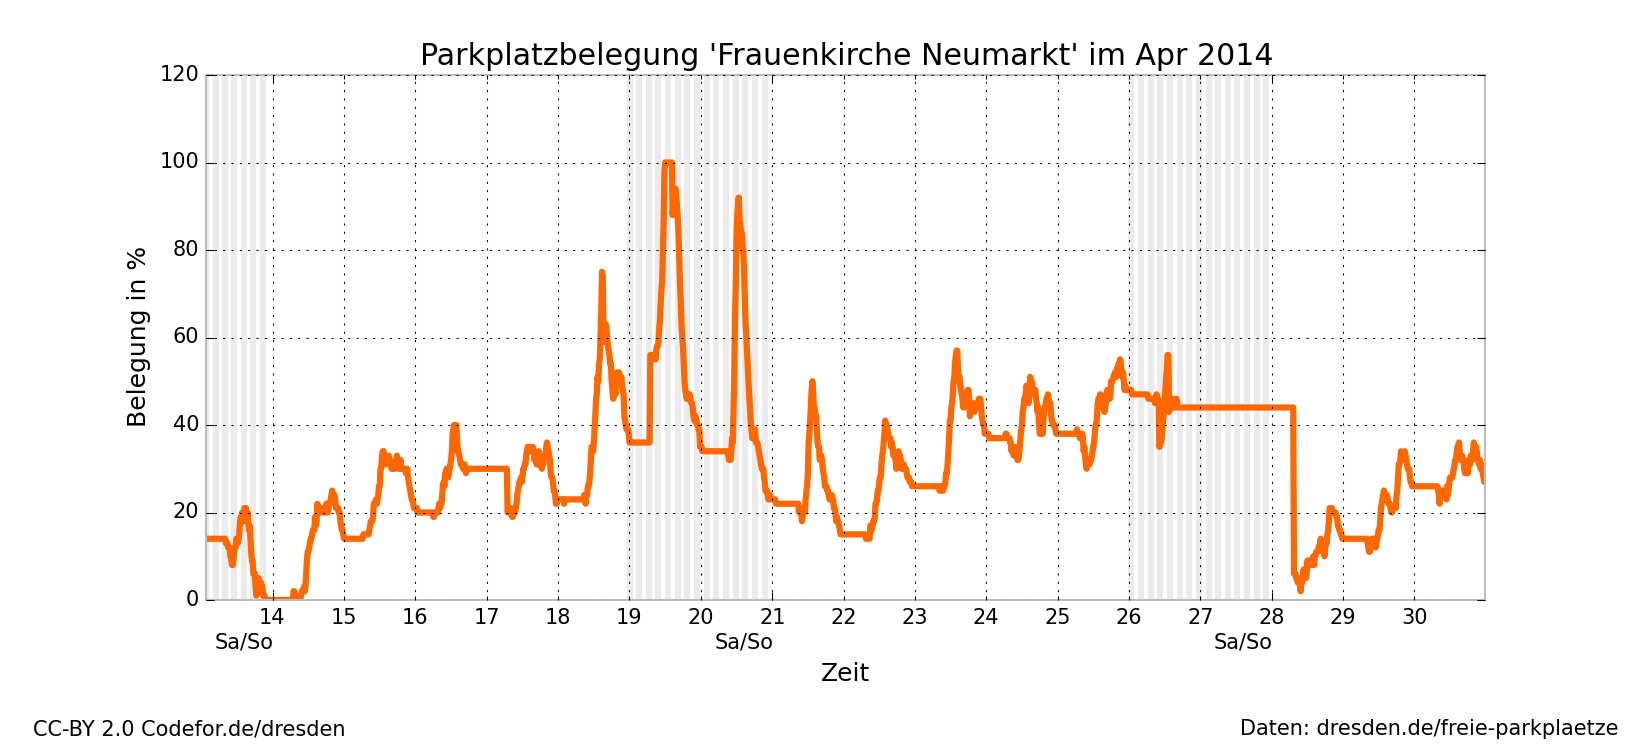 Parkplatzbelegung 'Frauenkirche Neumarkt' im Apr 2014
120
100
80
60
40
20
0
Belegung in %
14 15 16 17 18 19 20 21 22 23 24 25 26 27 28 29 30
Sa/So Sa/So Sa/So
Zeit
CC-BY 2.0 Codefor.de/dresden
Daten: dresden.de/freie-parkplaetze